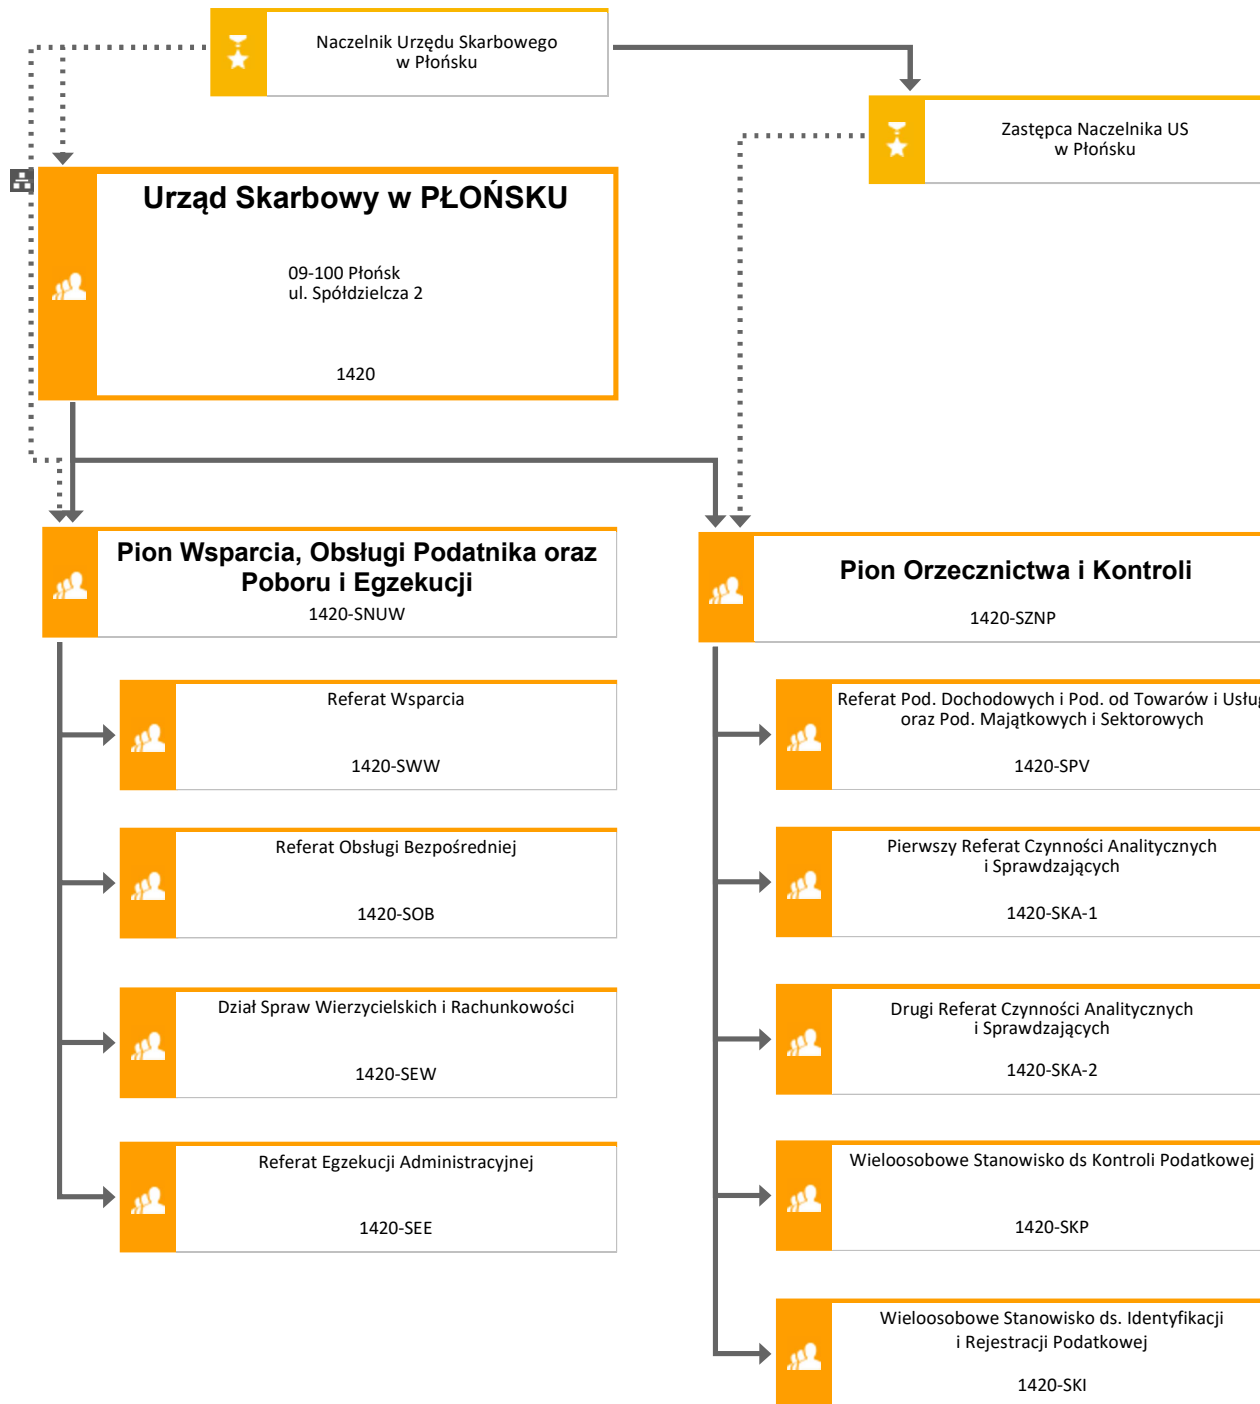 Naczelnik Urzędu Skarbowego
w Płońsku
Zastępca Naczelnika US
w Płońsku
Urząd Skarbowy w PŁOŃSKU
09-100 Płońsk
ul. Spółdzielcza 2
1420
Pion Wsparcia, Obsługi Podatnika oraz
Poboru i Egzekucji
1420-SNUW
Referat Wsparcia
1420-SWW
Referat Obsługi Bezpośredniej
1420-SOB
Dział Spraw Wierzycielskich i Rachunkowości
1420-SEW
Referat Egzekucji Administracyjnej
1420-SEE
Pion Orzecznictwa i Kontroli
1420-SZNP
Referat Pod. Dochodowych i Pod. od Towarów i Usług
oraz Pod. Majątkowych i Sektorowych
1420-SPV
Pierwszy Referat Czynności Analitycznych
i Sprawdzających
1420-SKA-1
Drugi Referat Czynności Analitycznych
i Sprawdzających
1420-SKA-2
Wieloosobowe Stanowisko ds Kontroli Podatkowej
1420-SKP
Wieloosobowe Stanowisko ds. Identyfikacji
i Rejestracji Podatkowej
1420-SKI